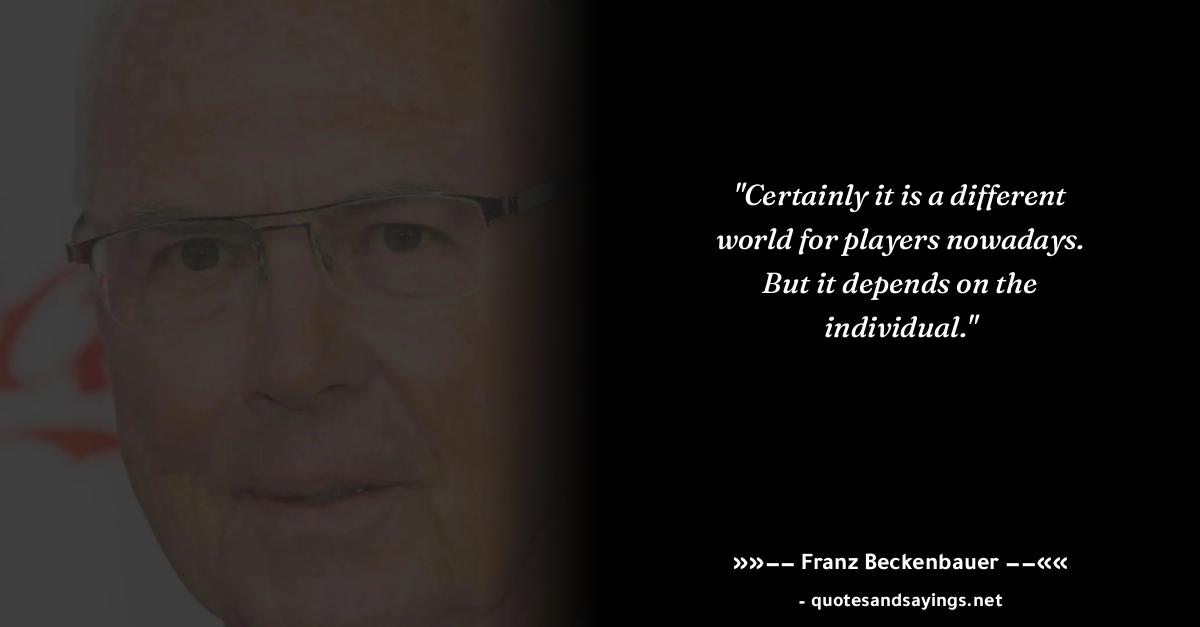 "Certainly it is a different
world for players nowadays.
But it depends on the
individual."
»»−− Franz Beckenbauer −−««
- quotesandsayings.net